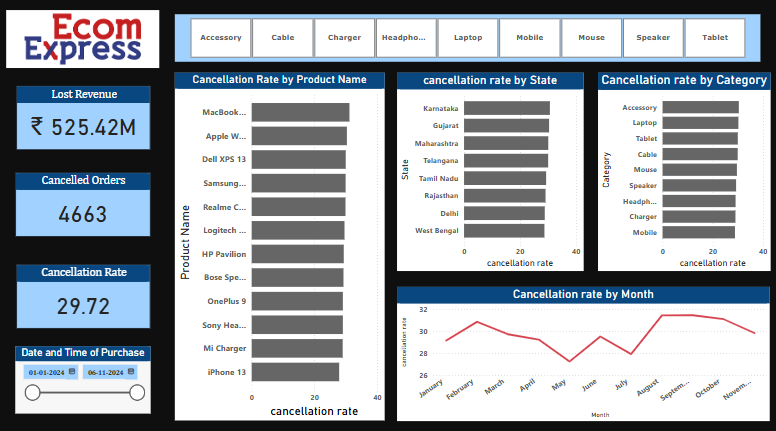 Ecom
Express
Accessory
Cable
Charger
Headpho...
Laptop
Mobile
Mouse
Speaker
Tablet
Lost Revenue
₹ 525.42M
Cancelled Orders
4663
Cancellation Rate
29.72
Date and Time of Purchase
01-01-2024
06-11-2024
Cancellation Rate by Product Name
Product Name
MacBook...
Apple W...
Dell XPS 13
Samsung...
Realme C...
Logitech ...
HP Pavilion
Bose Spe...
OnePlus 9
Sony Hea...
Mi Charger
iPhone 13
0
20
40
cancellation rate
cancellation rate by State
State
Karnataka
Gujarat
Maharashtra
Telangana
Tamil Nadu
Rajasthan
Delhi
West Bengal
0
20
40
cancellation rate
Cancellation rate by Category
Category
Accessory
Laptop
Tablet
Cable
Mouse
Speaker
Headph...
Charger
Mobile
0
20
40
cancellation rate
Cancellation rate by Month
cancellation rate
32
30
28
26
January
February
March
April
May
June
July
August
Septem...
October
Novem...
Month